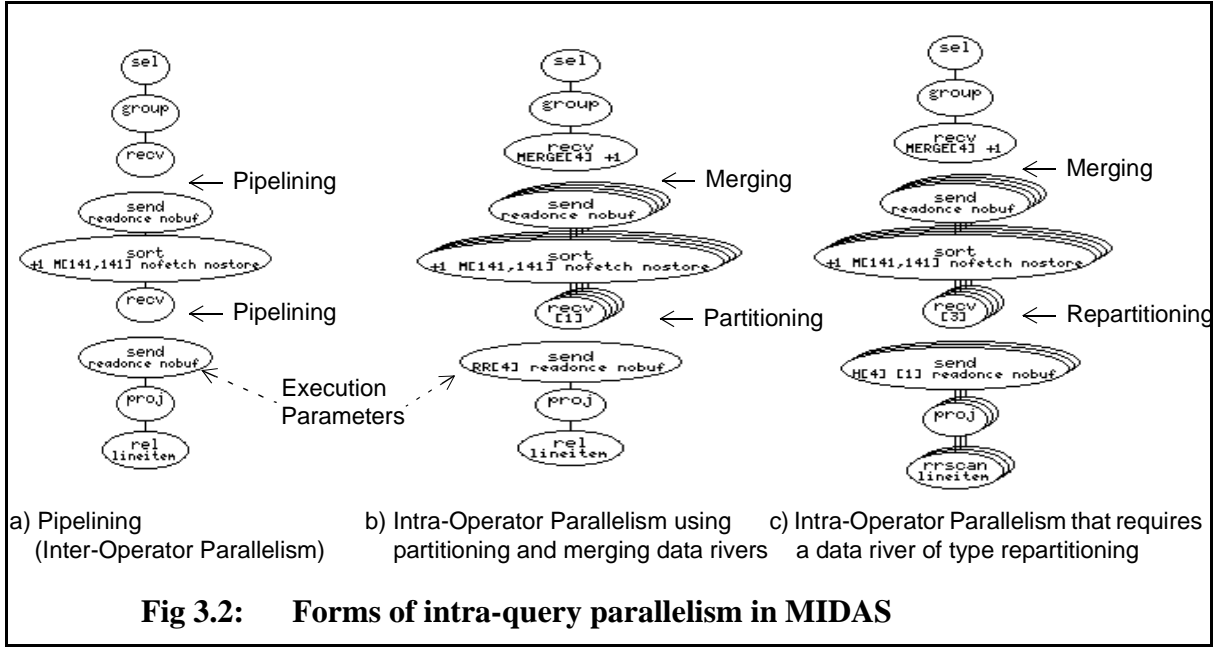 sel
group
recv
Pipelining
send
readonce nobuf
sort
+1 M[141,141] nofetch nostore
recv
Pipelining
send
readonce nobuf
Execution
Parameters
proj
rel
lineitem
a) Pipelining
(Inter-Operator Parallelism)
sel
group
recv
MERGE[4] +1
Merging
send
readonce nobuf
sort
+1 M[141,141] nofetch nostore
recv
[1]
Partitioning
send
RR[4] readonce nobuf
proj
rel
lineitem
b) Intra-Operator Parallelism using
partitioning and merging data rivers
sel
group
recv
MERGE[4] +1
Merging
send
readonce nobuf
sort
+1 M[141,141] nofetch nostore
recv
[3]
Repartitioning
send
H[4] [1] readonce nobuf
proj
rrscan
lineitem
c) Intra-Operator Parallelism that requires
a data river of type repartitioning
Fig 3.2: Forms of intra-query parallelism in MIDAS